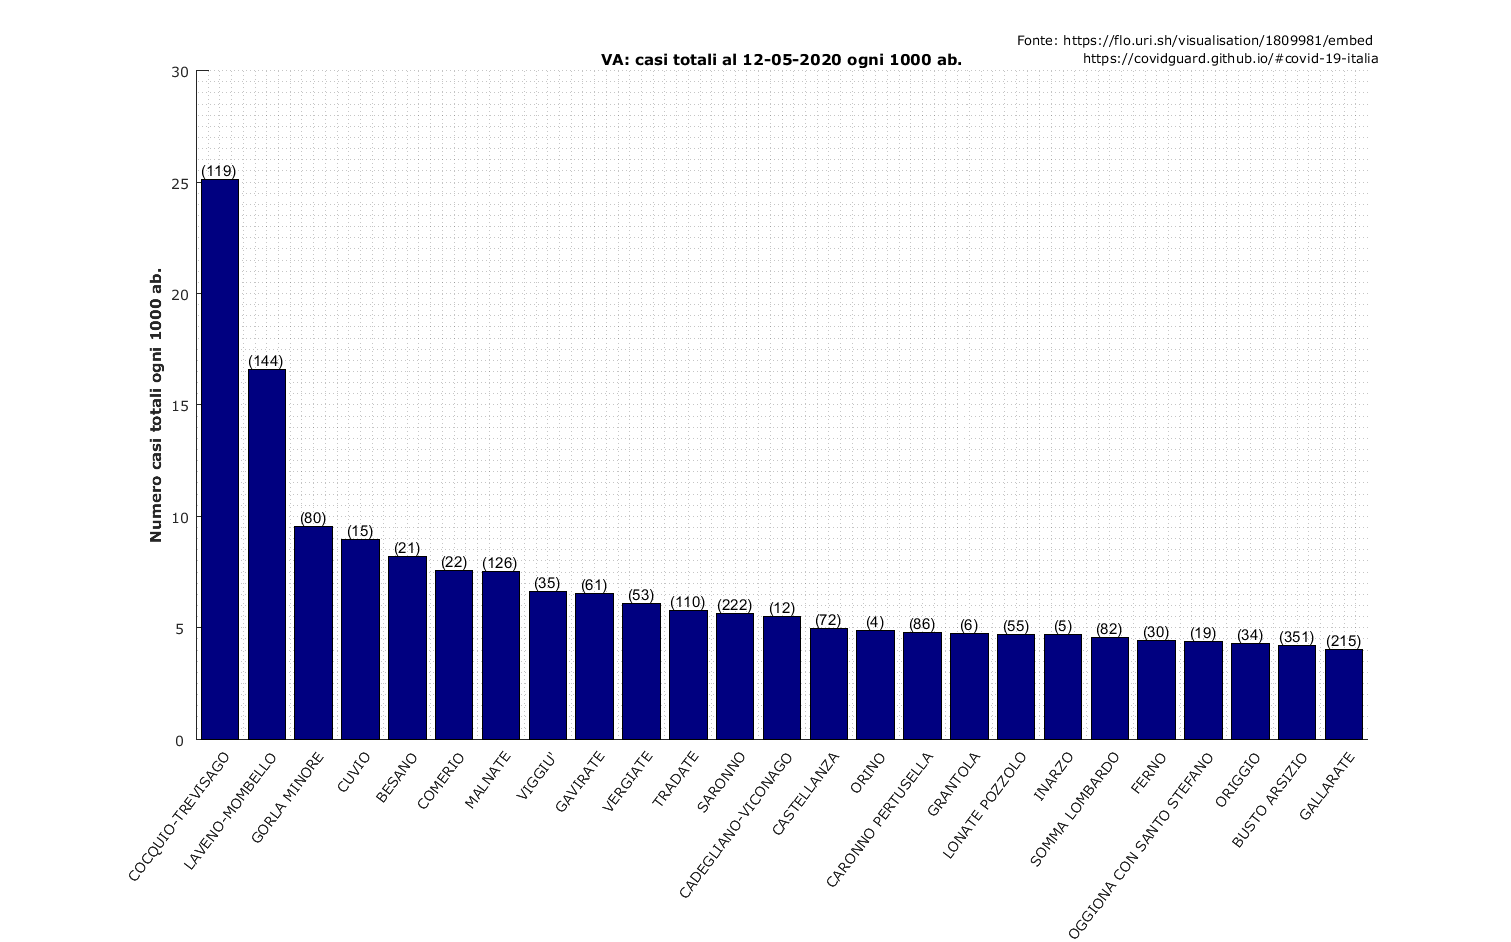 Fonte: https://flo.uri.sh/visualisation/1809981/embed
https://covidguard.github.io/#covid-19-italia
VA: casi totali al 12-05-2020 ogni 1000 ab.
Numero casi totali ogni 1000 ab.
30
25
20
15
10
5
0
(119)
(144)
(80)
(15)
(21)
(22)
(126)
(35)
(61)
(53)
(110)
(222)
(12)
(72)
(4)
(86)
(6)
(55)
(5)
(82)
(30)
(19)
(34)
(351)
(215)
COCQUIO-TREVISAGO
LAVENO-MOMBELLO
GORLA MINORE
CUVIO
BESANO
COMERIO
MALNATE
VIGGIU'
GAVIRATE
VERGIATE
TRADATE
SARONNO
CADEGLIANO-VICONAGO
CASTELLANZA
ORINO
CARONNO PERTUSELLA
GRANTOLA
LONATE POZZOLO
INARZO
SOMMA LOMBARDO
FERNO
OGGIONA CON SANTO STEFANO
ORIGGIO
BUSTO ARSIZIO
GALLARATE